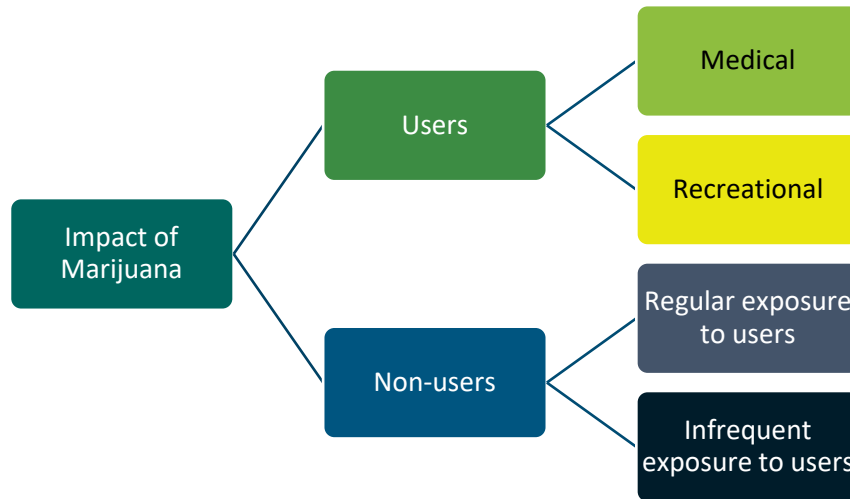 Medical
Users
Recreational
Impact of
Marijuana
Regular exposure
to users
Non-users
Infrequent
exposure to users